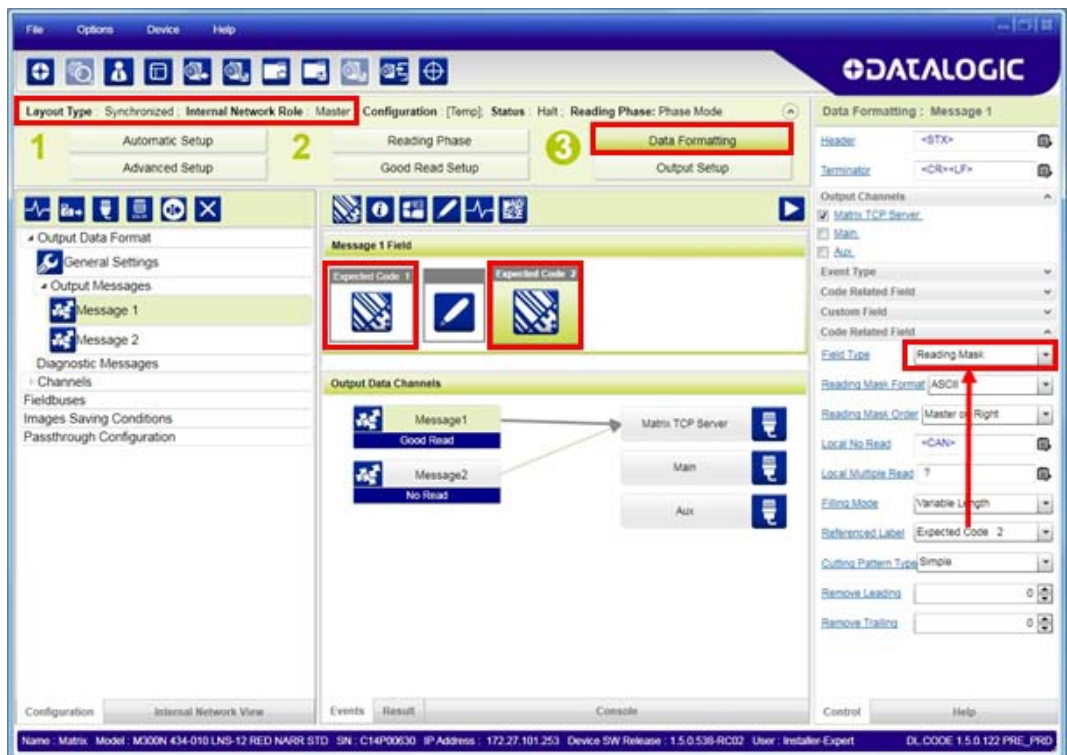 File Options Device Help
DATALOGIC
Layout Type : Synchronized ; Internal Network Role : Master Configuration : [Temp]; Status : Halt ; Reading Phase: Phase Mode
1 Automatic Setup 2 Reading Phase 3 Data Formatting
Advanced Setup Good Read Setup Output Setup
Output Data Format
General Settings
Output Messages
Message 1
Message 2
Diagnostic Messages
Channels
Fieldbuses
Images Saving Conditions
Passthrough Configuration
Configuration Internal Network View
Message 1 Field
Expected Code 1 Expected Code 2
Output Data Channels
Message1 Matrix TCP Server
Good Read
Message2 Main
No Read
Aux
Events Result Console
Data Formatting : Message 1
Header <STX>
Terminator <CR><LF>
Output Channels
Matrix TCP Server
Main
Aux
Event Type
Code Related Field
Custom Field
Code Related Field
Field Type Reading Mask
Reading Mask Format ASCII
Reading Mask Order Master on Right
Local No Read <CAN>
Local Multiple Read ?
Filling Mode Variable Length
Referenced Label Expected Code 2
Cutting Pattern Type Simple
Remove Leading 0
Remove Trailing 0
Control Help
Name : Matrix Model : M300N 434-010 LNS-12 RED NARR STD SN : C14P00630 IP Address : 172.27.101.253 Device SW Release : 1.5.0.538-RC02 User : Installer-Expert DL.CODE 1.5.0.122 PRE_PRD